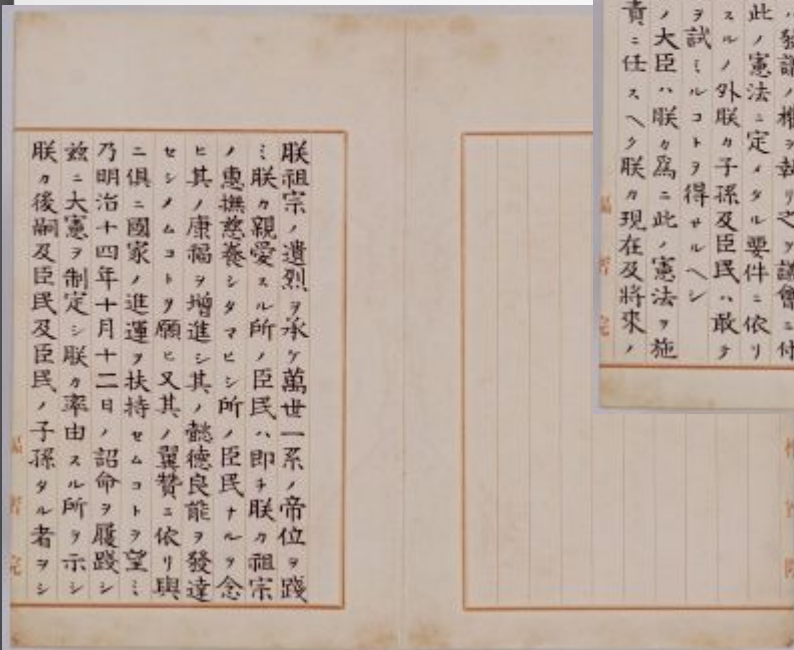 議ノ權ヲ執リ之ヲ議會ニ付
此ノ憲法ニ定メタル要件ニ依リ
スルノ外朕カ子孫及臣民ハ敢テ
ヲ試ミルコトヲ得サルヘシ
ノ大臣ハ朕カ爲ニ此ノ憲法ヲ施
責ニ任スヘク朕カ現在及將來ノ
朕祖宗ノ遺烈ヲ承ケ萬世一系ノ帝位ヲ踐
ミ朕カ親愛スル所ノ臣民ハ即チ朕カ祖宗
ノ惠撫慈養シタマヒシ所ノ臣民ナルヲ念
ヒ其ノ康福ヲ增進シ其ノ懿德良能ヲ發達
セシメムコトヲ願ヒ又其ノ翼贊ニ依リ與
ニ俱ニ國家ノ進運ヲ扶持セムコトヲ望ミ
乃明治十四年十月十二日ノ詔命ヲ履踐シ
茲ニ大憲ヲ制定シ朕カ率由スル所ヲ示シ
朕カ後嗣及臣民及臣民ノ子孫タル者ヲシ